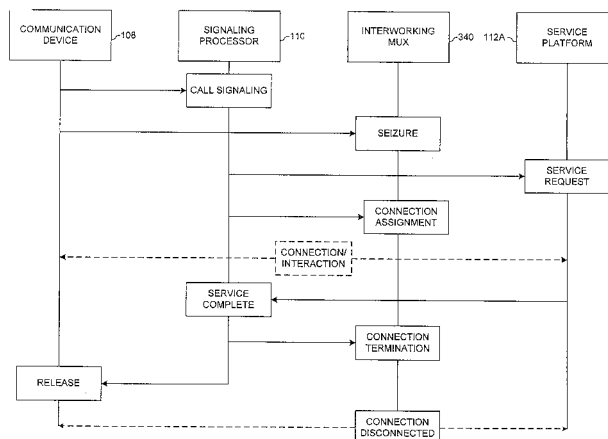 COMMUNICATION
DEVICE
108
SIGNALING
PROCESSOR
110
INTERWORKING
MUX
340
112A
SERVICE
PLATFORM
CALL SIGNALING
SEIZURE
SERVICE
REQUEST
CONNECTION
ASSIGNMENT
CONNECTION/
INTERACTION
SERVICE
COMPLETE
CONNECTION
TERMINATION
RELEASE
CONNECTION
DISCONNECTED